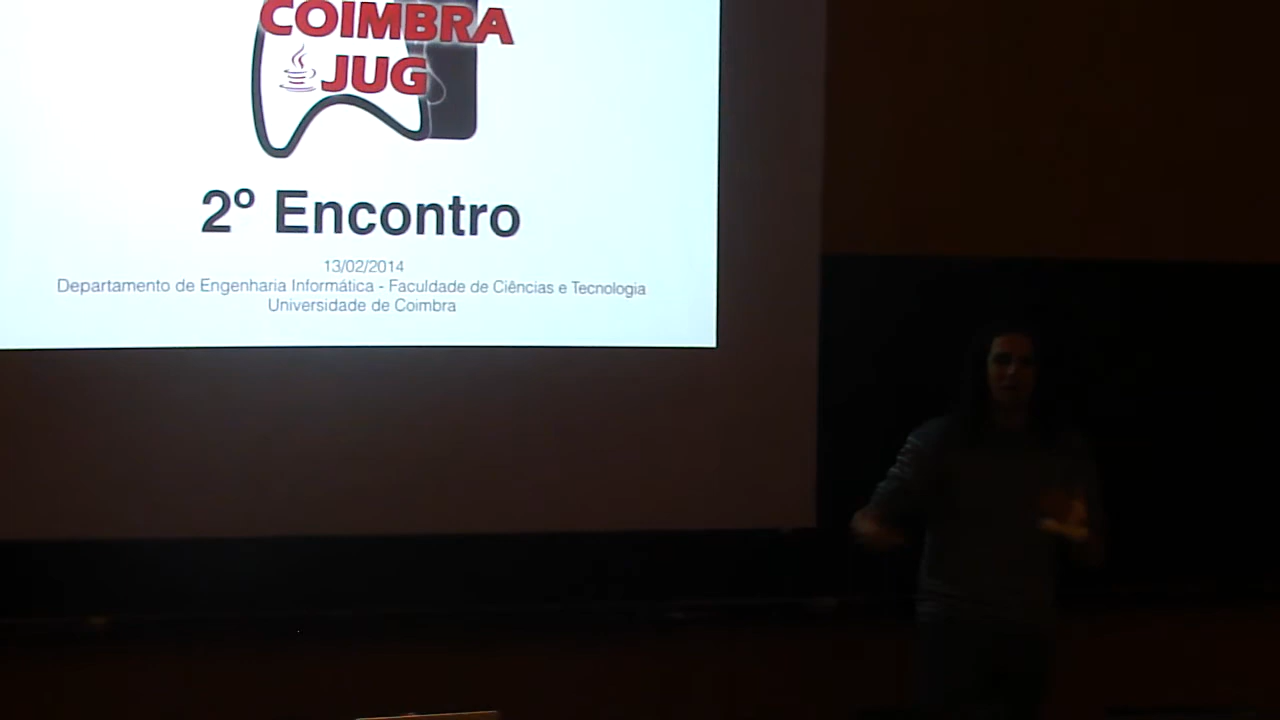 COIMBRA
JUG
2º Encontro
13/02/2014
Departamento de Engenharia Informática - Faculdade de Ciências e Tecnologia
Universidade de Coimbra